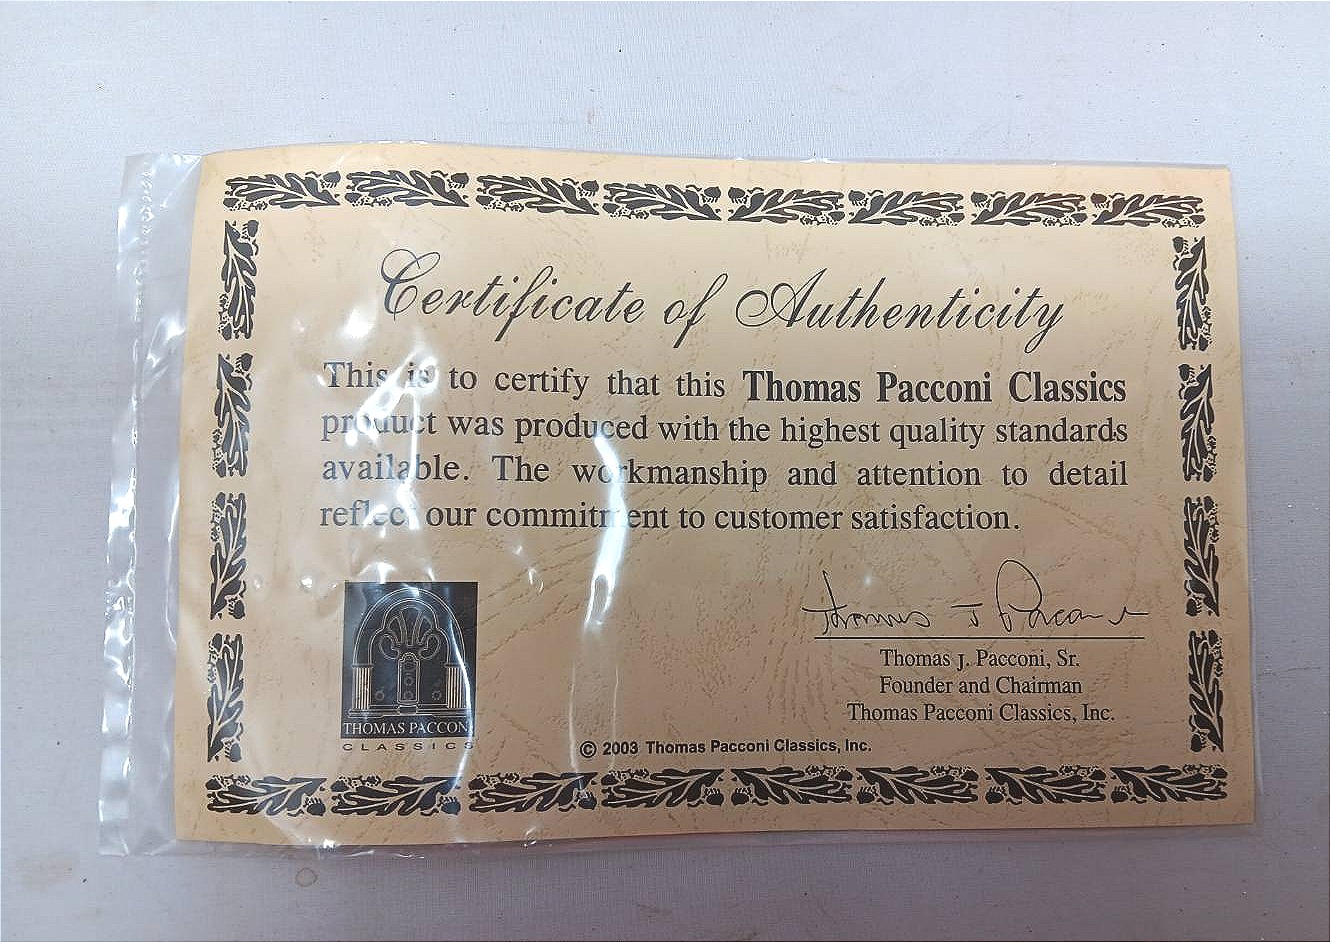 Certificate of Authenticity
This is to certify that this Thomas Pacconi Classics
product was produced with the highest quality standards
available. The workmanship and attention to detail
reflect our commitment to customer satisfaction.
Thomas J Pacconi
Thomas J. Pacconi, Sr.
Founder and Chairman
Thomas Pacconi Classics, Inc.
THOMAS PACCONI
CLASSICS
© 2003 Thomas Pacconi Classics, Inc.